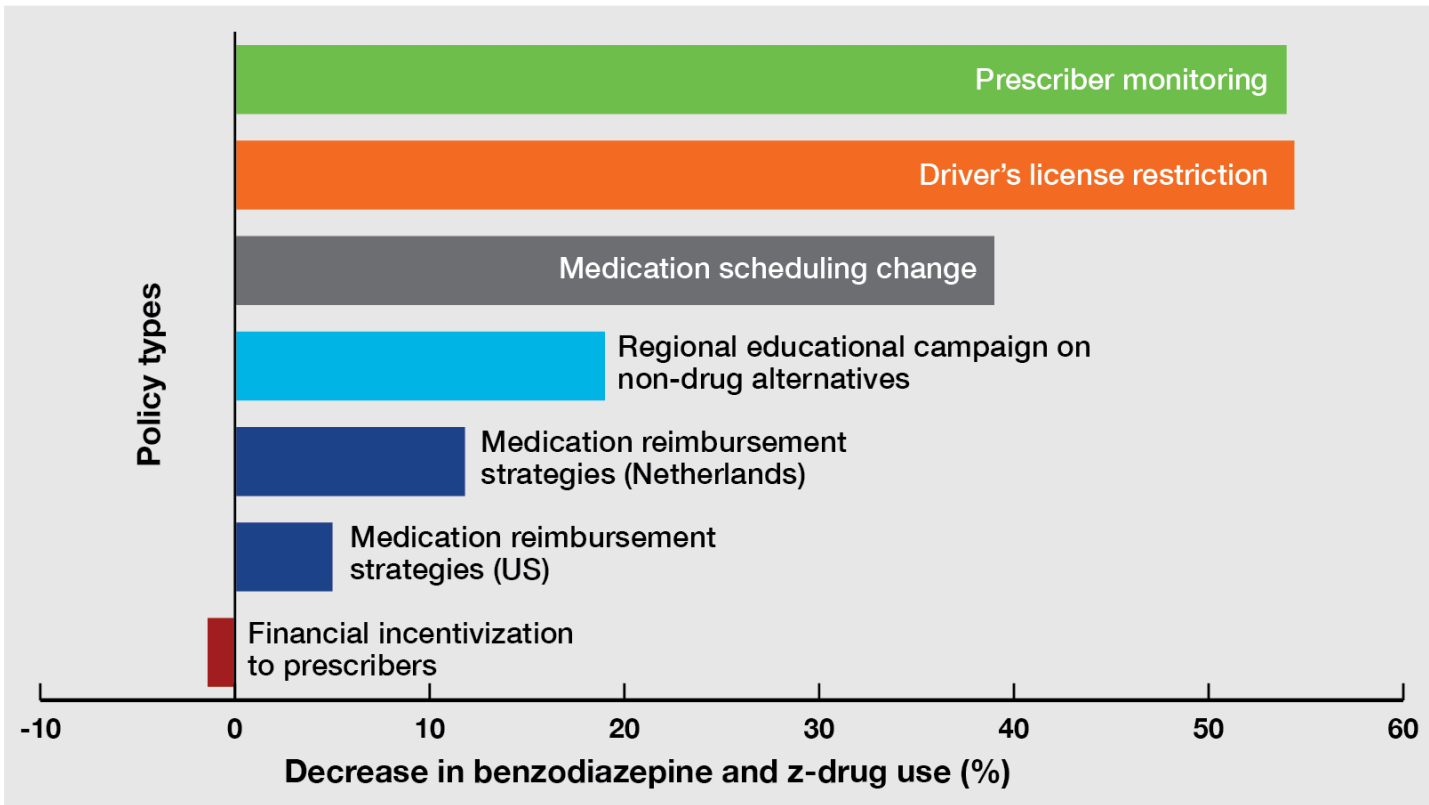 Prescriber monitoring
Driver’s license restriction
Medication scheduling change
Regional educational campaign on
non-drug alternatives
Medication reimbursement
strategies (Netherlands)
Medication reimbursement
strategies (US)
Financial incentivization
to prescribers
Policy types
-10 0 10 20 30 40 50 60
Decrease in benzodiazepine and z-drug use (%)